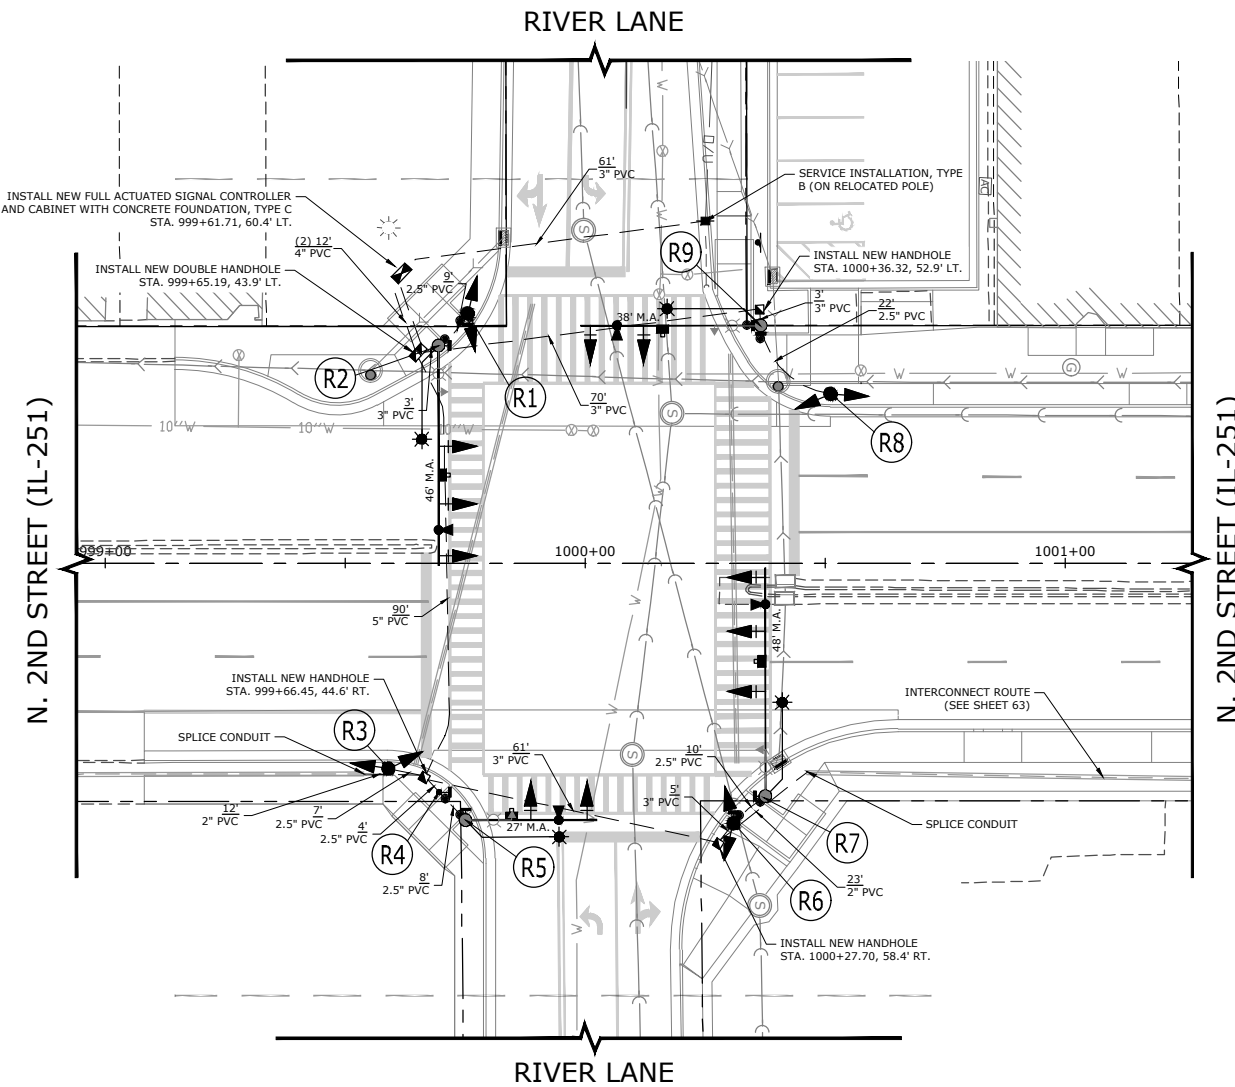 RIVER LANE
61'
3" PVC
SERVICE INSTALLATION, TYPE
B (ON RELOCATED POLE)
INSTALL NEW FULL ACTUATED SIGNAL CONTROLLER
AND CABINET WITH CONCRETE FOUNDATION, TYPE C
STA. 999+61.71, 60.4' LT.
(2) 12'
4" PVC
INSTALL NEW DOUBLE HANDHOLE
STA. 999+65.19, 43.9' LT.
9'
2.5" PVC
R9
INSTALL NEW HANDHOLE
STA. 1000+36.32, 52.9' LT.
3'
3" PVC
22'
2.5" PVC
38' M.A.
AC
D/U
W
S
G
R2
R1
3'
3" PVC
70'
3" PVC
R8
10"W
10"W
10"W
46' M.A.
N. 2ND STREET (IL-251)
N. 2ND STREET (IL-251)
999+00
1000+00
1001+00
90'
5" PVC
48' M.A.
INSTALL NEW HANDHOLE
STA. 999+66.45, 44.6' RT.
INTERCONNECT ROUTE
(SEE SHEET 63)
SPLICE CONDUIT
R3
61'
3" PVC
S
10'
2.5" PVC
12'
2" PVC
7'
2.5" PVC
4'
2.5" PVC
5'
3" PVC
27' M.A.
SPLICE CONDUIT
R4
R5
R7
8'
2.5" PVC
R6
23'
2" PVC
S
INSTALL NEW HANDHOLE
STA. 1000+27.70, 58.4' RT.
RIVER LANE